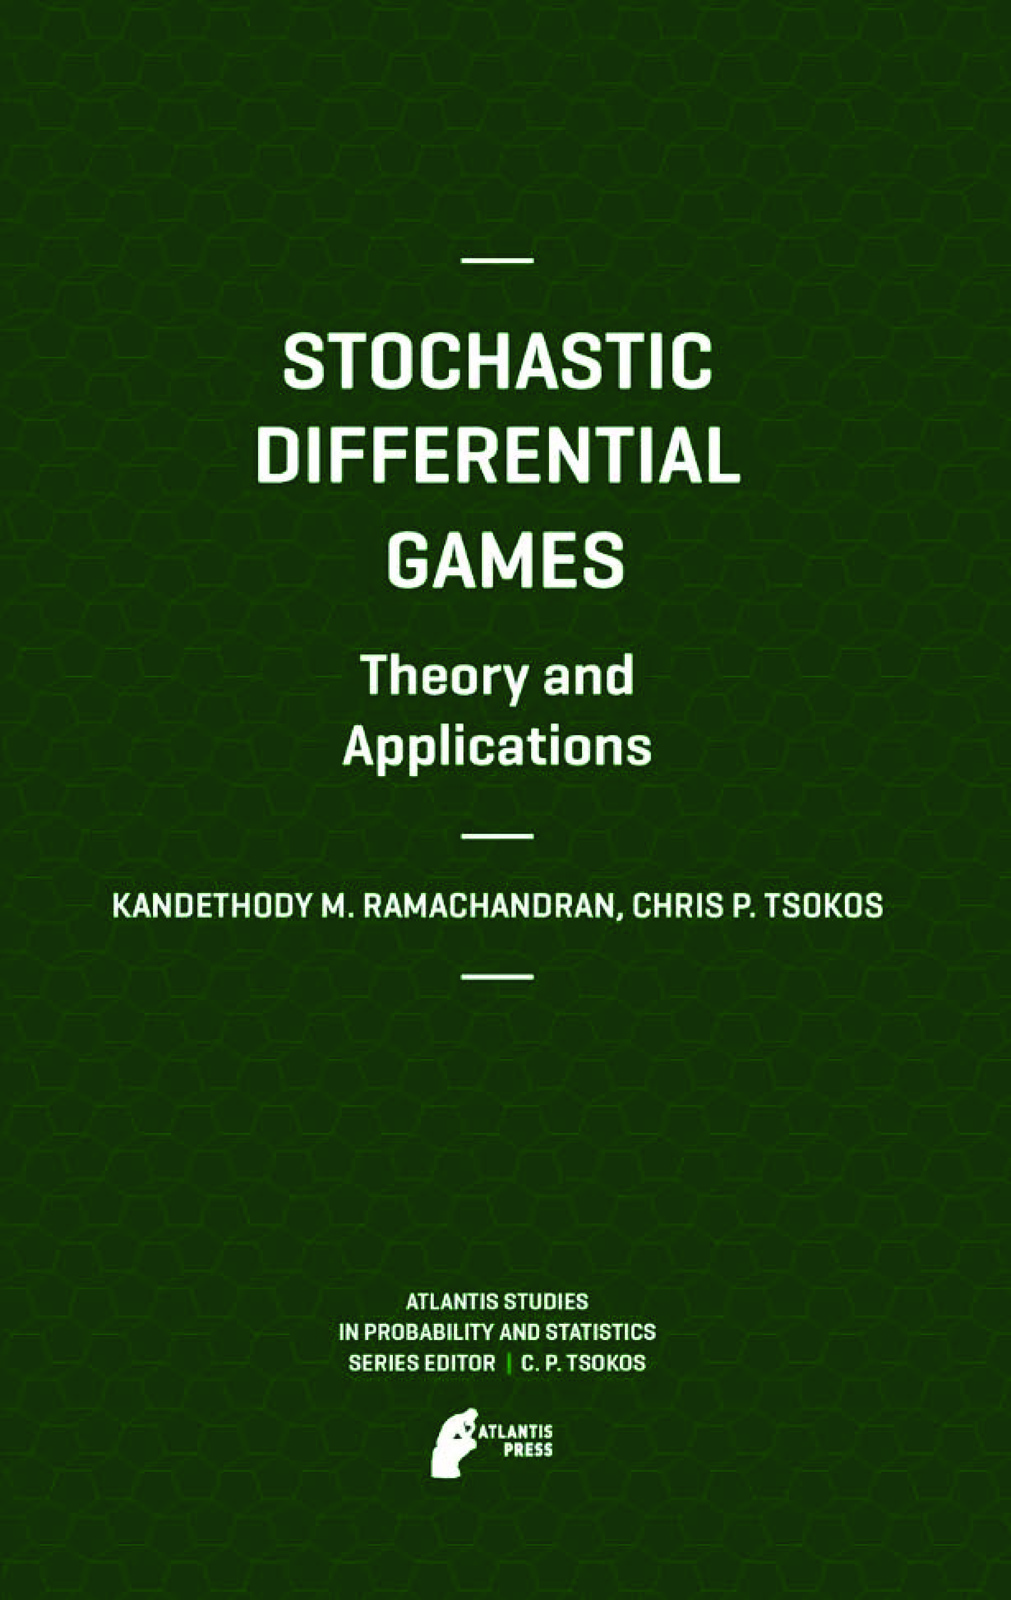 STOCHASTIC
DIFFERENTIAL
GAMES
Theory and
Applications
KANDETHODY M. RAMACHANDRAN, CHRIS P. TSOKOS
ATLANTIS STUDIES
IN PROBABILITY AND STATISTICS
SERIES EDITOR | C. P. TSOKOS
ATLANTIS
PRESS